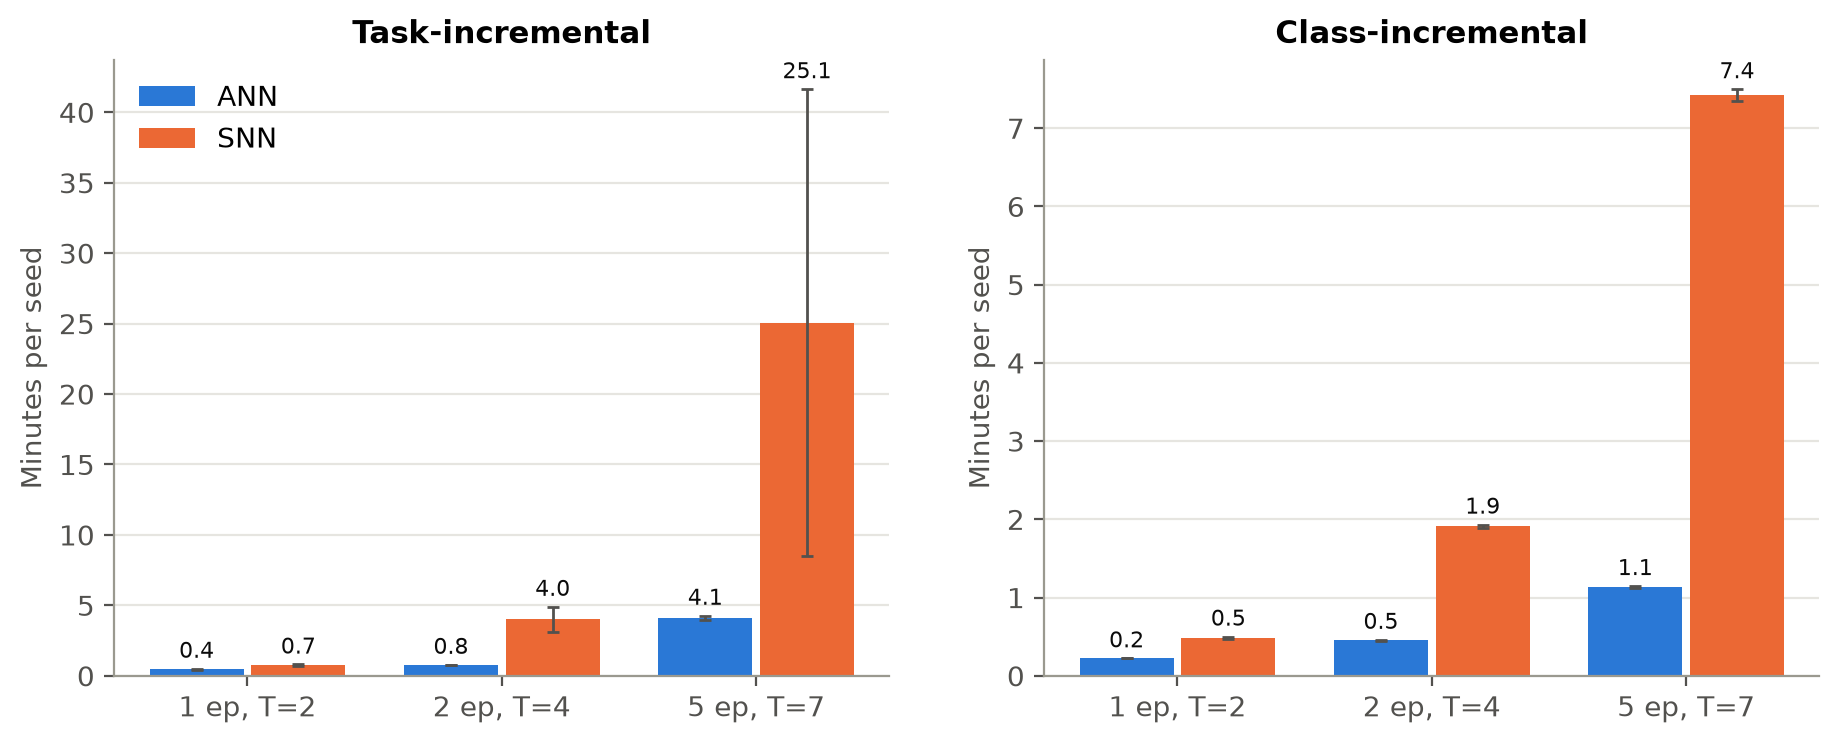 Task-incremental
ANN
SNN
Minutes per seed
40
35
30
25
20
15
10
5
0
0.4
0.7
0.8
4.0
4.1
25.1
1 ep, T=2
2 ep, T=4
5 ep, T=7
Class-incremental
Minutes per seed
7
6
5
4
3
2
1
0
0.2
0.5
0.5
1.9
1.1
7.4
1 ep, T=2
2 ep, T=4
5 ep, T=7